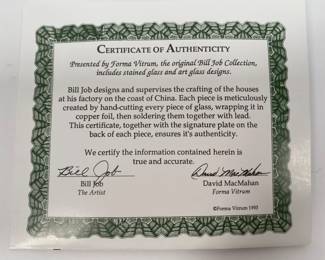 CERTIFICATE OF AUTHENTICITY
Presented by Forma Vitrum, the original Bill Job Collection,
includes stained glass and art glass designs.
Bill Job designs and supervises the crafting of the houses
at his factory on the coast of China. Each piece is meticulously
created by hand-cutting every piece of glass, wrapping it in
copper foil, then soldering them together with lead.
This certificate, together with the signature plate on the
back of each piece, ensures it's authenticity.
We certify the information contained herein is
true and accurate.
Bill Job David MacMahan
Bill Job David MacMahan
The Artist Forma Vitrum
©Forma Vitrum 1993